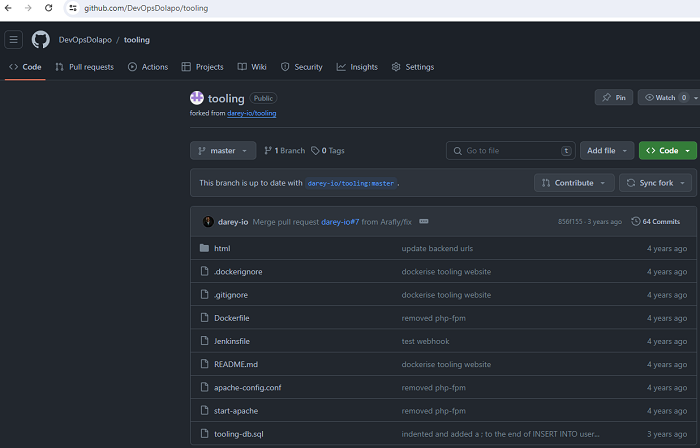 github.com/DevOpsDolapo/tooling
DevOpsDolapo / tooling
Code Pull requests Actions Projects Wiki Security Insights Settings
tooling Public Pin Watch 0
forked from darey-io/tooling
master 1 Branch 0 Tags Go to file t Add file Code
This branch is up to date with darey-io/tooling:master. Contribute Sync fork
darey-io Merge pull request darey-io#7 from Arafly/fix 856f155 · 3 years ago 64 Commits
html update backend urls 4 years ago
.dockerignore dockerise tooling website 4 years ago
.gitignore dockerise tooling website 4 years ago
Dockerfile removed php-fpm 4 years ago
Jenkinsfile test webhook 4 years ago
README.md dockerise tooling website 4 years ago
apache-config.conf removed php-fpm 4 years ago
start-apache removed php-fpm 4 years ago
tooling-db.sql indented and added a ; to the end of INSERT INTO user... 3 years ago